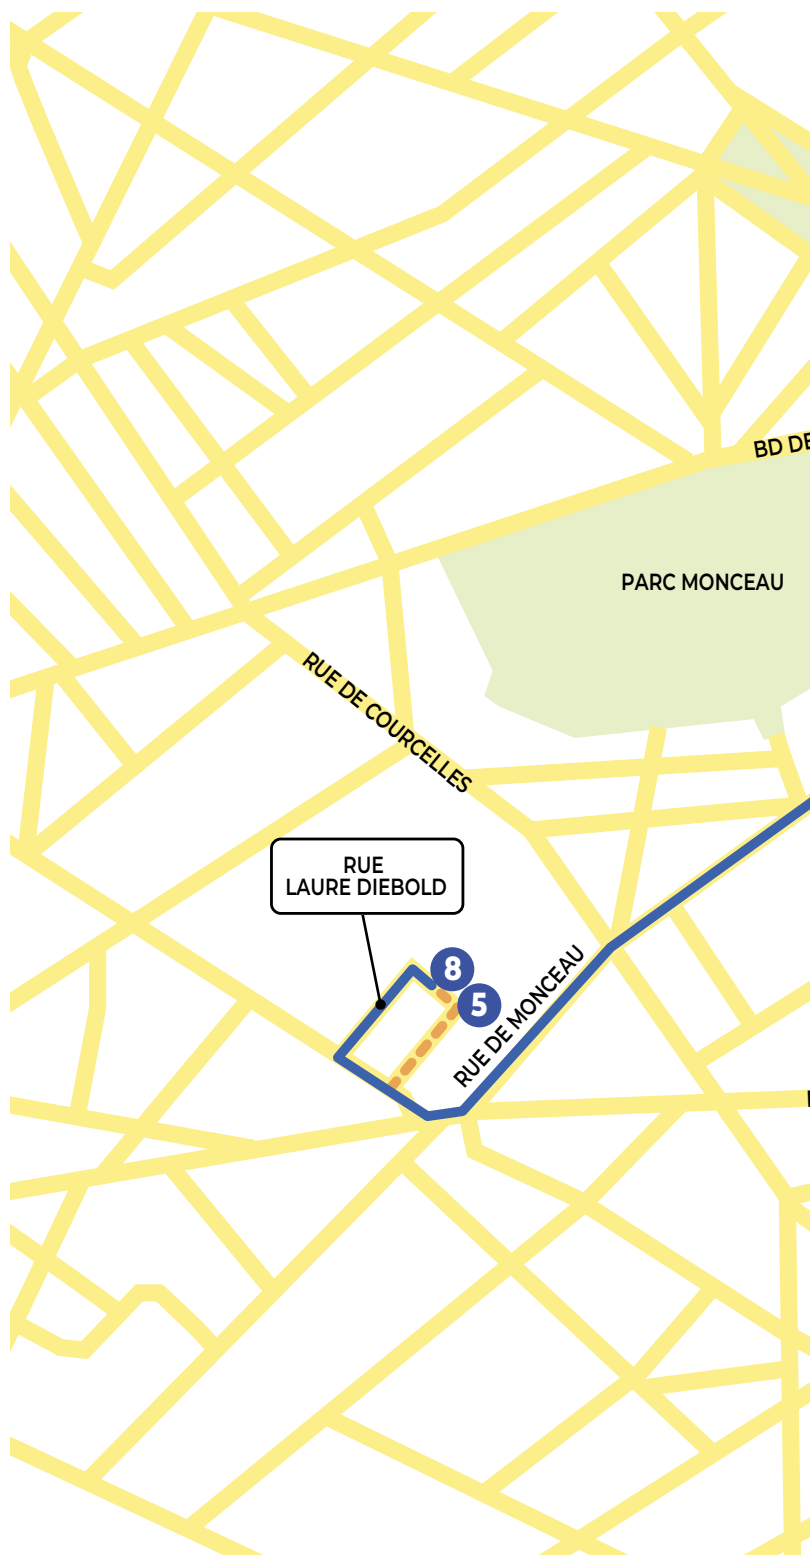 BD DE
PARC MONCEAU
RUE DE COURCELLES
RUE
LAURE DIEBOLD
8
5
RUE DE MONCEAU